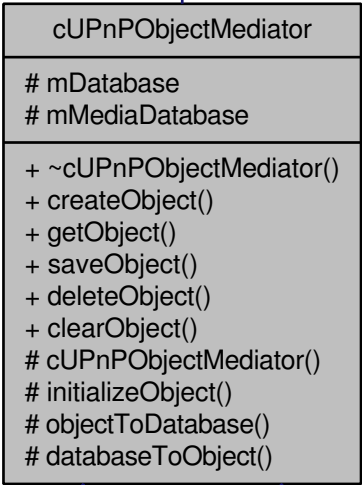 cUPnPObjectMediator
# mDatabase
# mMediaDatabase
+ ~cUPnPObjectMediator()
+ createObject()
+ getObject()
+ saveObject()
+ deleteObject()
+ clearObject()
# cUPnPObjectMediator()
# initializeObject()
# objectToDatabase()
# databaseToObject()